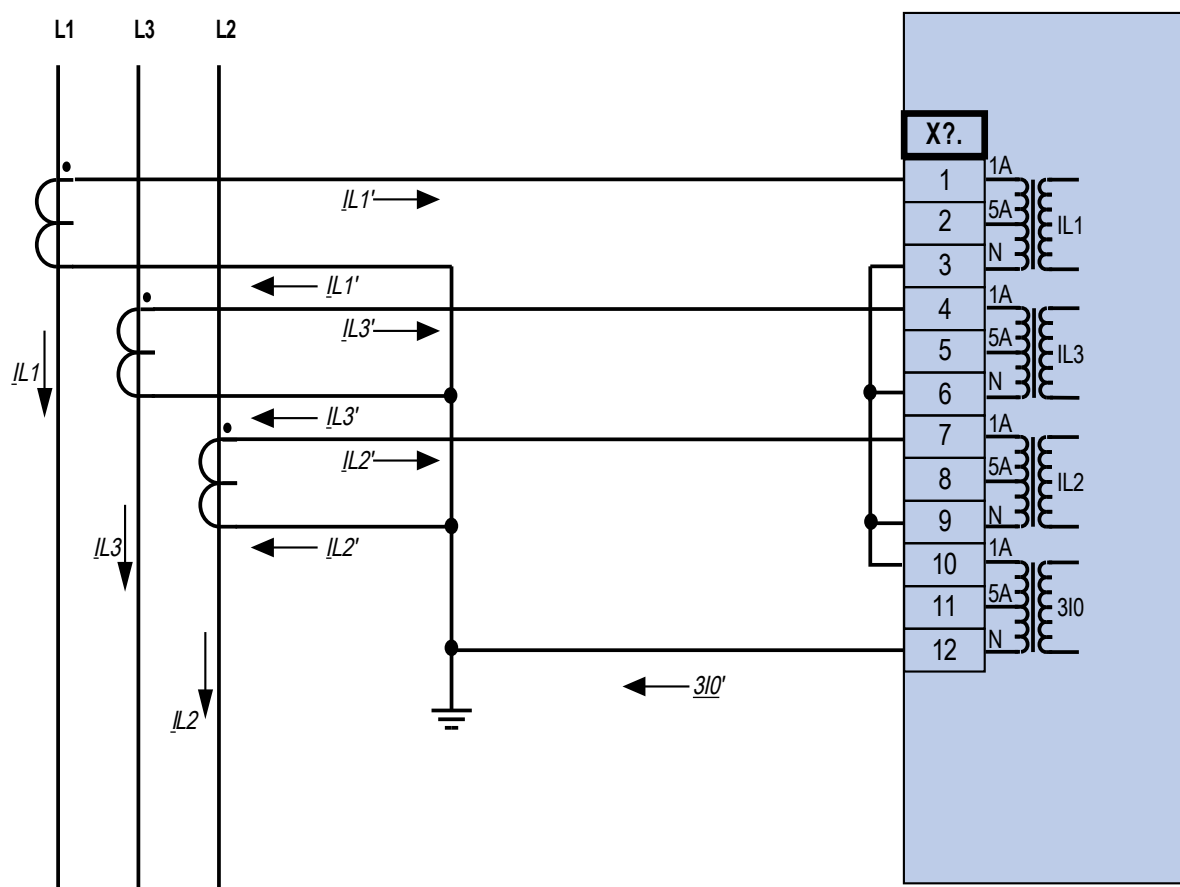 L1 L3 L2
X?.
1 1A
IL1'
2 5A IL1
3 N
IL1'
4 1A
IL3'
5 5A IL3
IL1
6 N
IL3'
7 1A
IL2'
8 5A IL2
9 N
IL3 IL2'
10 1A
11 5A 3I0
12 N
3I0'
IL2